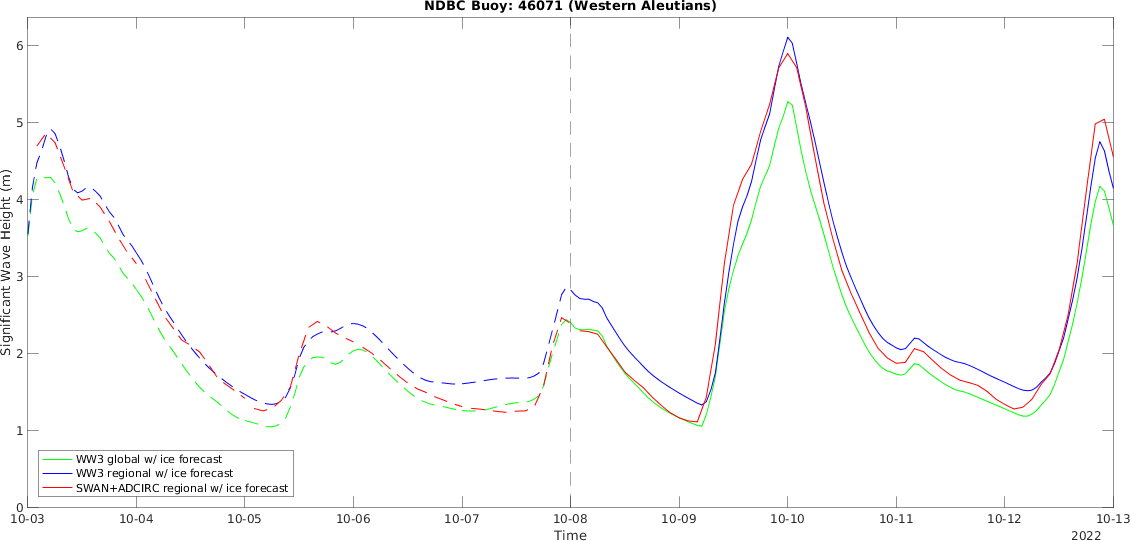 NDBC Buoy: 46071 (Western Aleutians)
Significant Wave Height (m)
6
5
4
3
2
1
0
WW3 global w/ ice forecast
WW3 regional w/ ice forecast
SWAN+ADCIRC regional w/ ice forecast
10-03 10-04 10-05 10-06 10-07 10-08 10-09 10-10 10-11 10-12 10-13
Time
2022